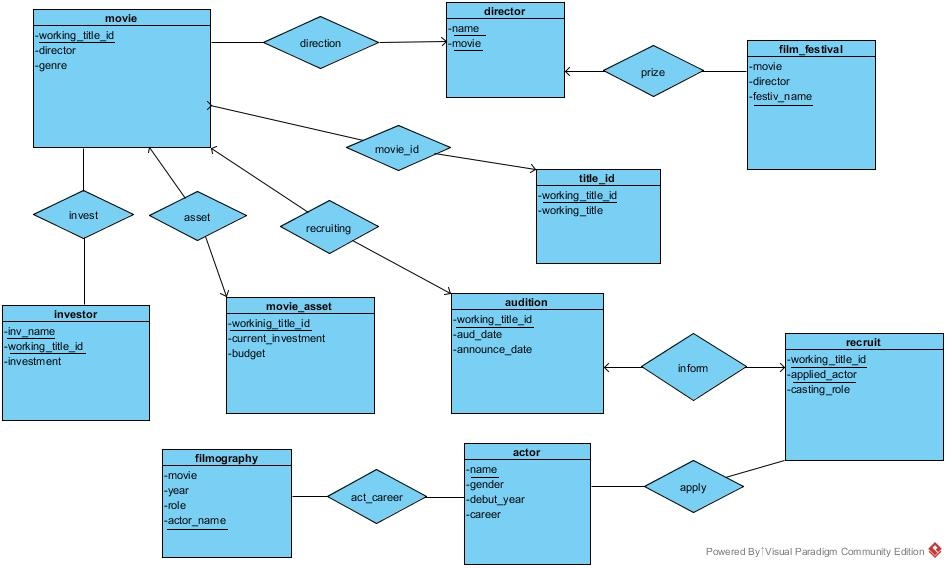 movie
-working_title_id
-director
-genre
direction
director
-name
-movie
prize
film_festival
-movie
-director
-festiv_name
movie_id
title_id
-working_title_id
-working_title
invest
asset
recruiting
investor
-inv_name
-working_title_id
-investment
movie_asset
-workinig_title_id
-current_investment
-budget
audition
-working_title_id
-aud_date
-announce_date
inform
recruit
-working_title_id
-applied_actor
-casting_role
filmography
-movie
-year
-role
-actor_name
act_career
actor
-name
-gender
-debut_year
-career
apply
Powered By Visual Paradigm Community Edition